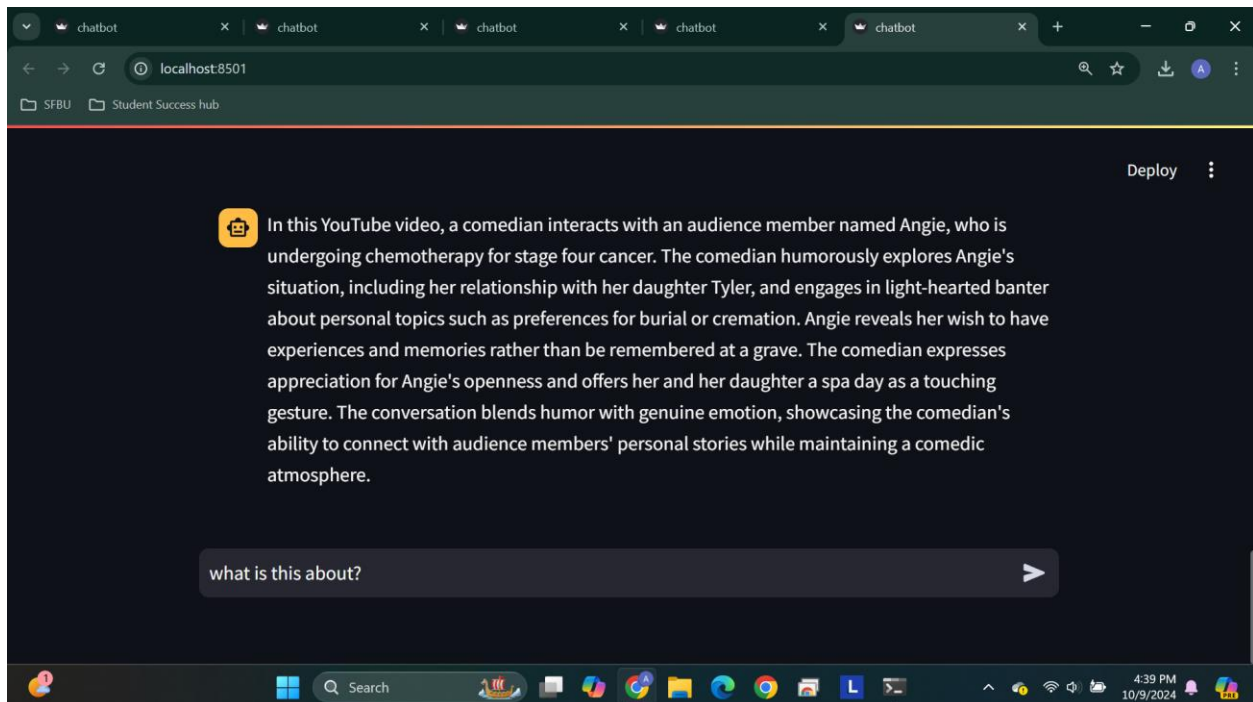 chatbot
chatbot
chatbot
chatbot
chatbot
localhost:8501
A
SFBU
Student Success hub
Deploy
In this YouTube video, a comedian interacts with an audience member named Angie, who is
undergoing chemotherapy for stage four cancer. The comedian humorously explores Angie's
situation, including her relationship with her daughter Tyler, and engages in light-hearted banter
about personal topics such as preferences for burial or cremation. Angie reveals her wish to have
experiences and memories rather than be remembered at a grave. The comedian expresses
appreciation for Angie's openness and offers her and her daughter a spa day as a touching
gesture. The conversation blends humor with genuine emotion, showcasing the comedian's
ability to connect with audience members' personal stories while maintaining a comedic
atmosphere.
what is this about?
1
Search
A
L
4:39 PM
10/9/2024
PRE